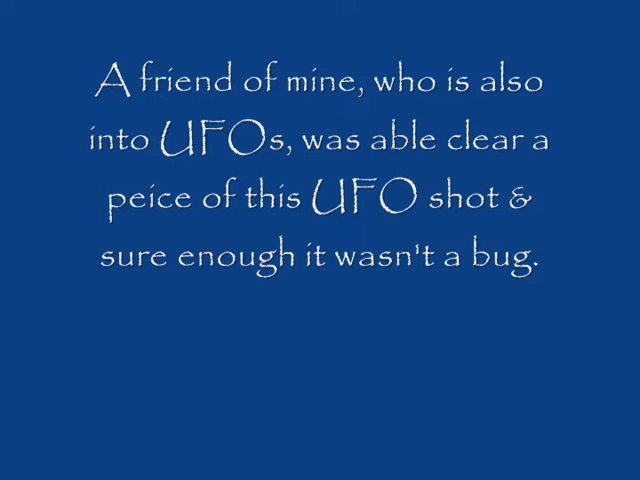 A friend of mine, who is also
into UFOs, was able clear a
peice of this UFO shot &
sure enough it wasn't a bug.